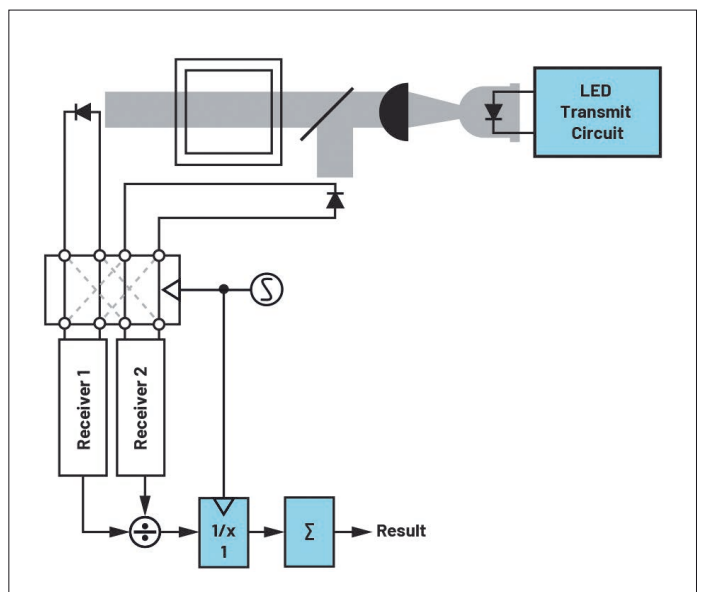 LED
Transmit
Circuit
Receiver 1
Receiver 2
÷
1/x
1
Σ
Result